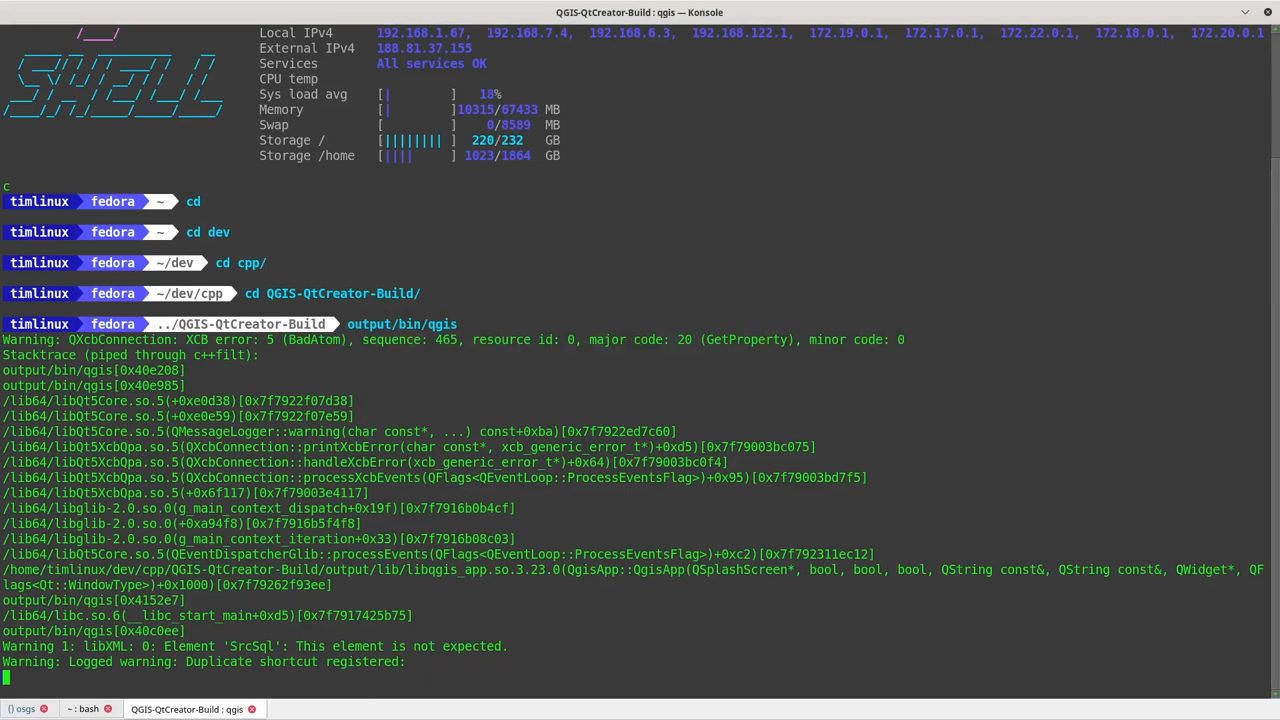 QGIS-QtCreator-Build : qgis — Konsole
Local IPv4 192.168.1.67, 192.168.7.4, 192.168.6.3, 192.168.122.1, 172.19.0.1, 172.17.0.1, 172.22.0.1, 172.18.0.1, 172.20.0.1
External IPv4 188.81.37.155
Services All services OK
CPU temp
Sys load avg [| ] 18%
Memory [| ]10315/67433 MB
Swap [ ] 0/8589 MB
Storage / [|||||||| ] 220/232 GB
Storage /home [|||| ] 1023/1864 GB
SHELL
c
timlinux fedora ~ cd
timlinux fedora ~ cd dev
timlinux fedora ~/dev cd cpp/
timlinux fedora ~/dev/cpp cd QGIS-QtCreator-Build/
timlinux fedora ../QGIS-QtCreator-Build output/bin/qgis
Warning: QXcbConnection: XCB error: 5 (BadAtom), sequence: 465, resource id: 0, major code: 20 (GetProperty), minor code: 0
Stacktrace (piped through c++filt):
output/bin/qgis[0x40e208]
output/bin/qgis[0x40e985]
/lib64/libQt5Core.so.5(+0xe0d38)[0x7f7922f07d38]
/lib64/libQt5Core.so.5(+0xe0e59)[0x7f7922f07e59]
/lib64/libQt5Core.so.5(QMessageLogger::warning(char const*, ...) const+0xba)[0x7f7922ed7c60]
/lib64/libQt5XcbQpa.so.5(QXcbConnection::printXcbError(char const*, xcb_generic_error_t*)+0xd5)[0x7f79003bc075]
/lib64/libQt5XcbQpa.so.5(QXcbConnection::handleXcbError(xcb_generic_error_t*)+0x64)[0x7f79003bc0f4]
/lib64/libQt5XcbQpa.so.5(QXcbConnection::processXcbEvents(QFlags<QEventLoop::ProcessEventsFlag>)+0x95)[0x7f79003bd7f5]
/lib64/libQt5XcbQpa.so.5(+0x6f117)[0x7f79003e4117]
/lib64/libglib-2.0.so.0(g_main_context_dispatch+0x19f)[0x7f7916b0b4cf]
/lib64/libglib-2.0.so.0(+0xa94f8)[0x7f7916b5f4f8]
/lib64/libglib-2.0.so.0(g_main_context_iteration+0x33)[0x7f7916b08c03]
/lib64/libQt5Core.so.5(QEventDispatcherGlib::processEvents(QFlags<QEventLoop::ProcessEventsFlag>)+0xc2)[0x7f792311ec12]
/home/timlinux/dev/cpp/QGIS-QtCreator-Build/output/lib/libqgis_app.so.3.23.0(QgisApp::QgisApp(QSplashScreen*, bool, bool, bool, QString const&, QString const&, QWidget*, QF
lags<Qt::WindowType>)+0x1000)[0x7f79262f93ee]
output/bin/qgis[0x4152e7]
/lib64/libc.so.6(__libc_start_main+0xd5)[0x7f7917425b75]
output/bin/qgis[0x40c0ee]
Warning 1: libXML: 0: Element 'SrcSql': This element is not expected.
Warning: Logged warning: Duplicate shortcut registered:
() osgs
~ : bash
QGIS-QtCreator-Build : qgis